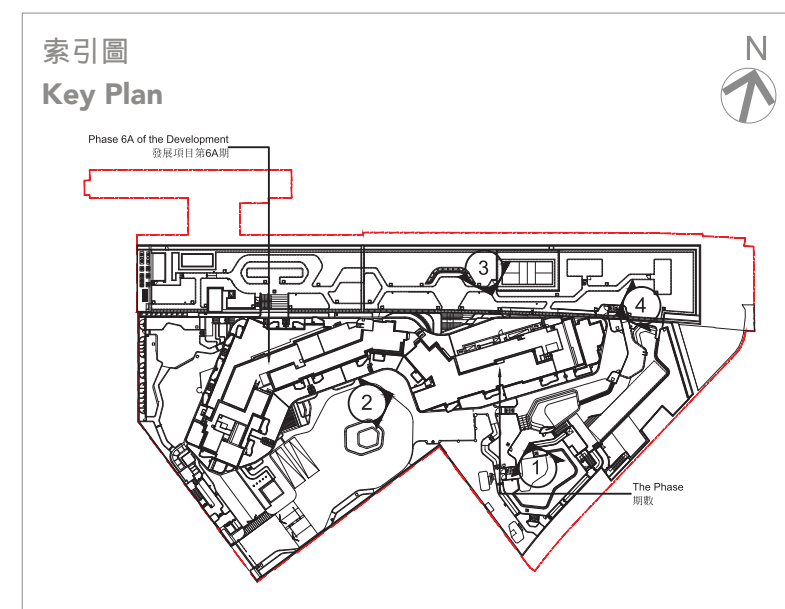 索引圖
Key Plan
N
Phase 6A of the Development
發展項目第6A期
3
4
2
1
The Phase
期數